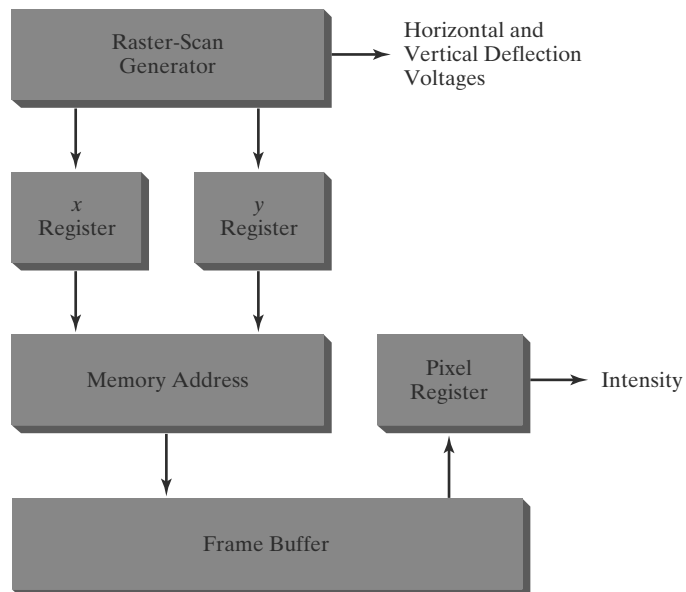 Raster-Scan
Generator
Horizontal and
Vertical Deflection
Voltages
x
Register
y
Register
Memory Address
Pixel
Register
Intensity
Frame Buffer